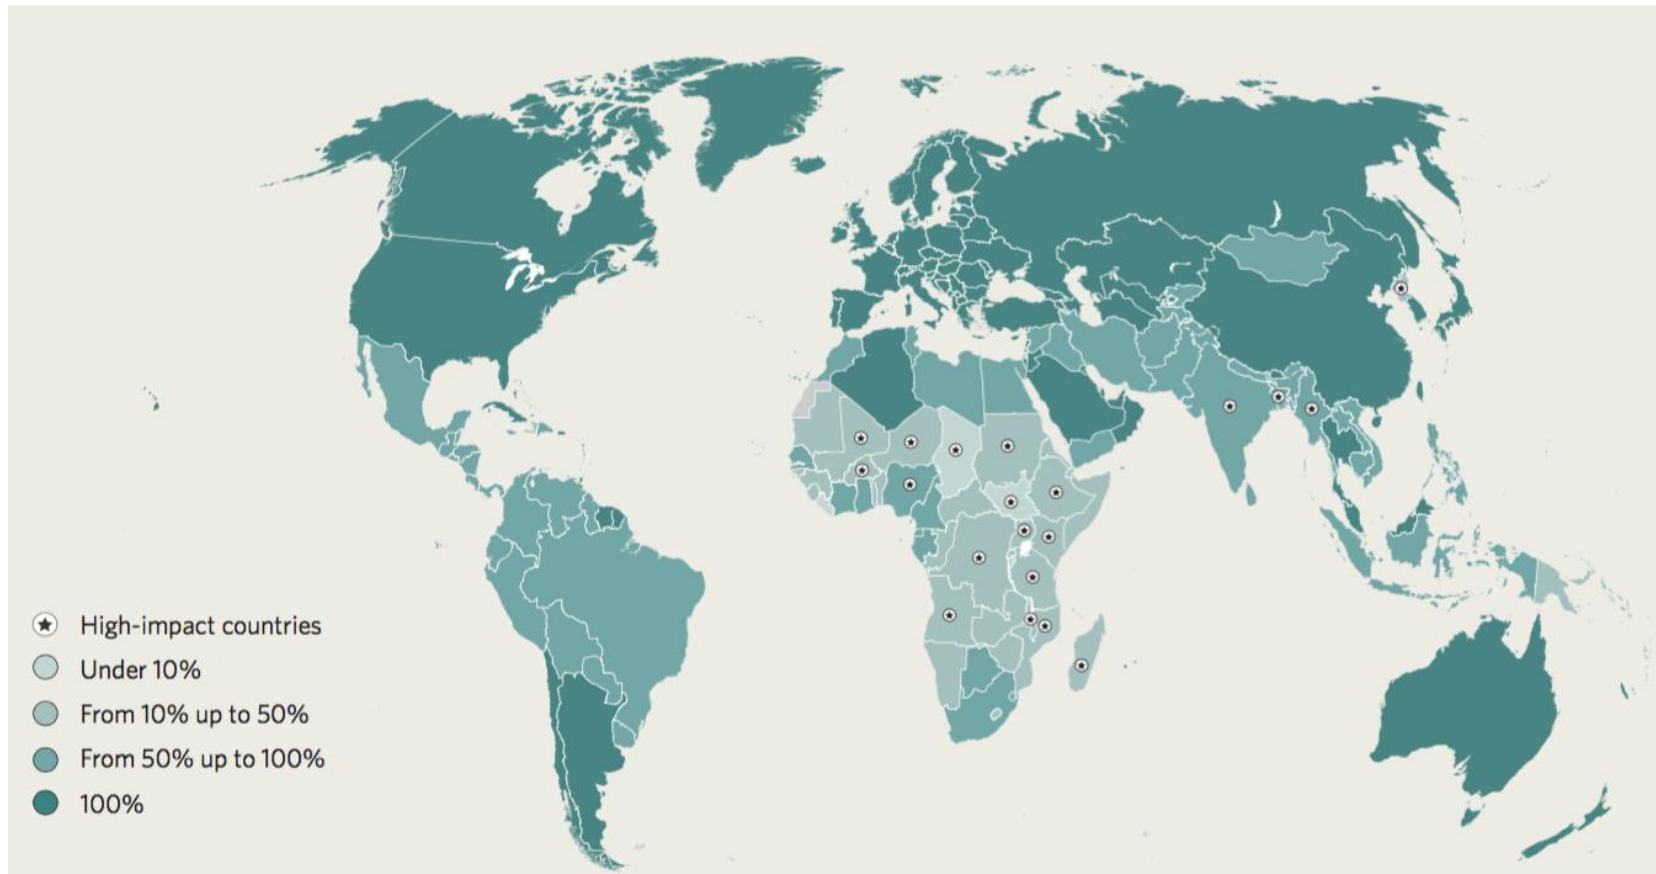 High-impact countries
Under 10%
From 10% up to 50%
From 50% up to 100%
100%